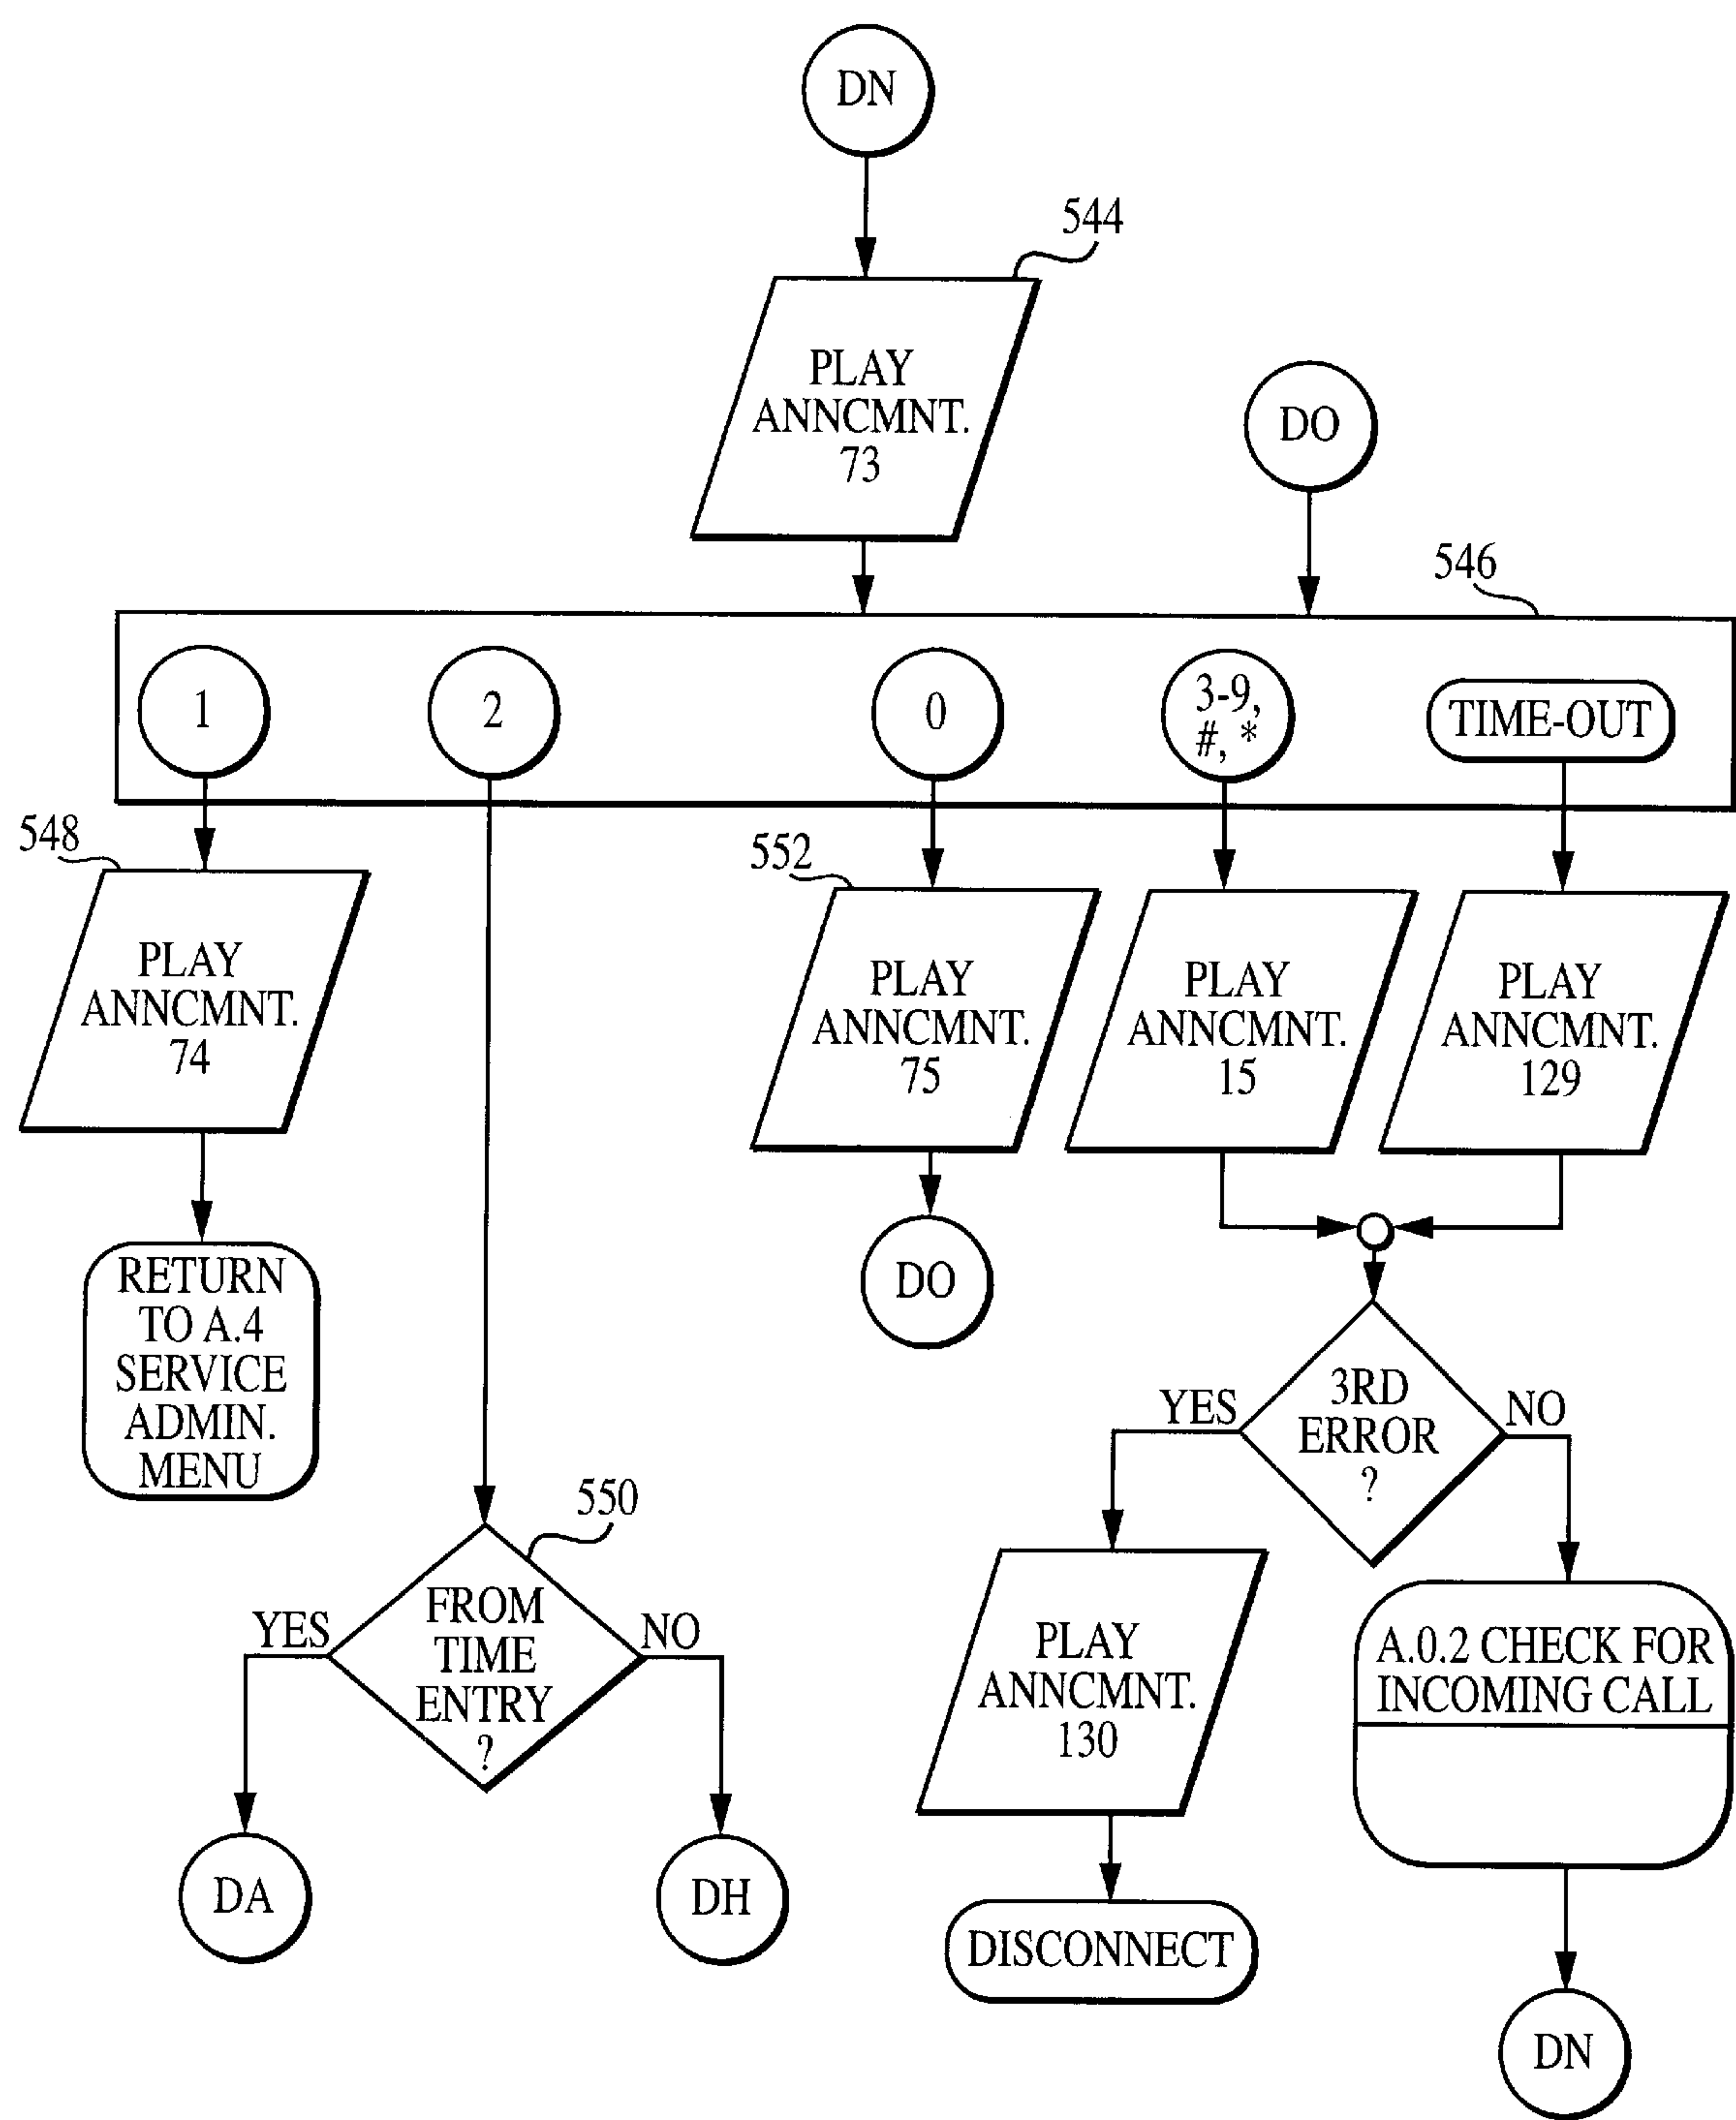 DN
544
PLAY
ANNCMNT.
73
DO
546
1
2
0
3-9,
#, *
TIME-OUT
548
PLAY
ANNCMNT.
74
552
PLAY
ANNCMNT.
75
PLAY
ANNCMNT.
15
PLAY
ANNCMNT.
129
RETURN
TO A.4
SERVICE
ADMIN.
MENU
DO
YES
3RD
ERROR
?
NO
550
YES
FROM
TIME
ENTRY
?
NO
PLAY
ANNCMNT.
130
A.0.2 CHECK FOR
INCOMING CALL
DA
DH
DISCONNECT
DN